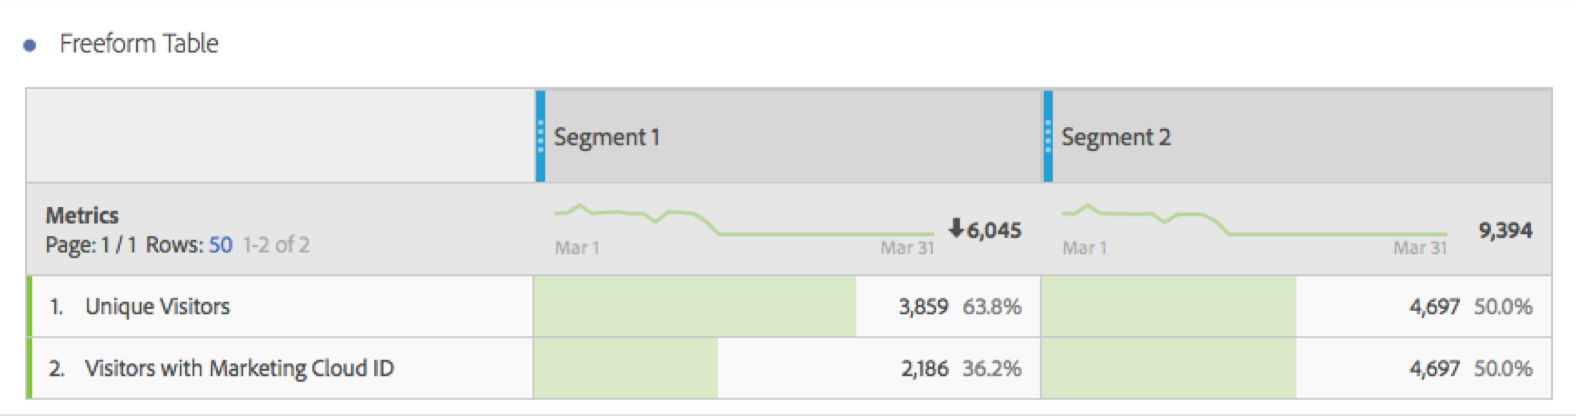 Freeform Table
Segment 1 Segment 2
Metrics
Page: 1 / 1 Rows: 50 1-2 of 2
Mar 1 Mar 31 6,045 Mar 1 Mar 31 9,394
1. Unique Visitors 3,859 63.8% 4,697 50.0%
2. Visitors with Marketing Cloud ID 2,186 36.2% 4,697 50.0%